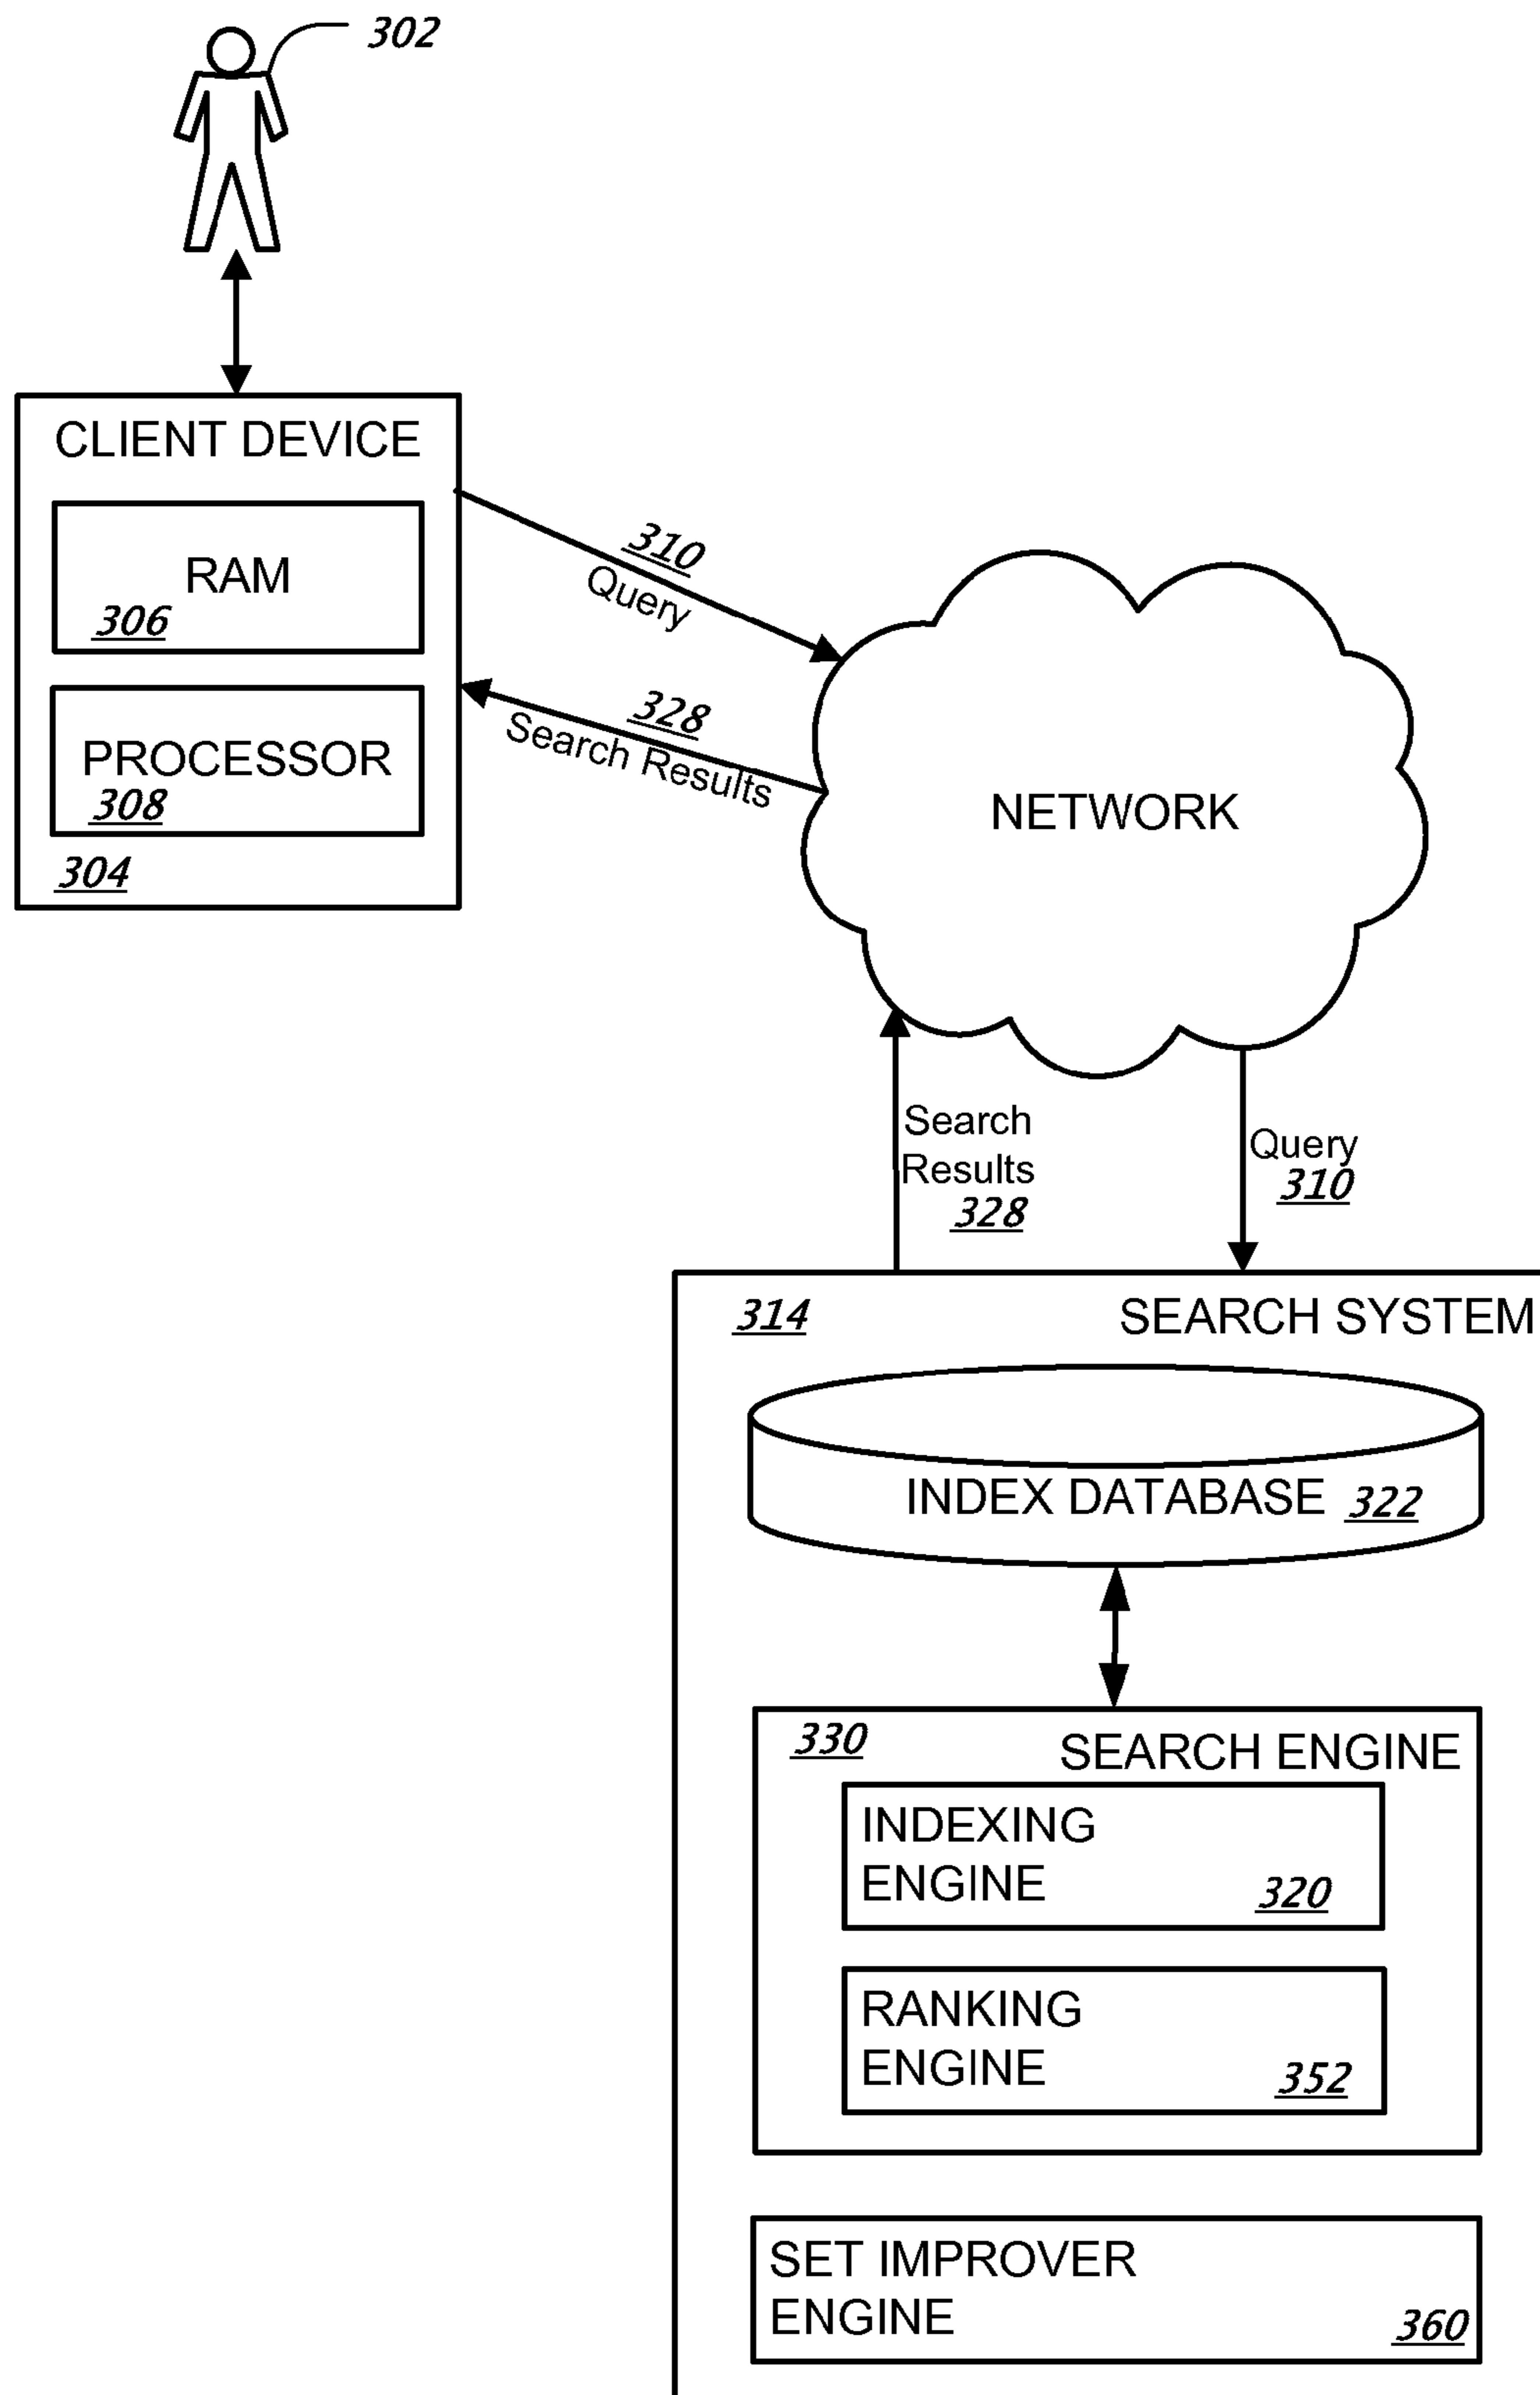 302
CLIENT DEVICE
RAM
306
PROCESSOR
308
304
310
Query
328
Search Results
NETWORK
Search
Results
328
Query
310
314
SEARCH SYSTEM
INDEX DATABASE 322
330
SEARCH ENGINE
INDEXING
ENGINE
320
RANKING
ENGINE
352
SET IMPROVER
ENGINE
360